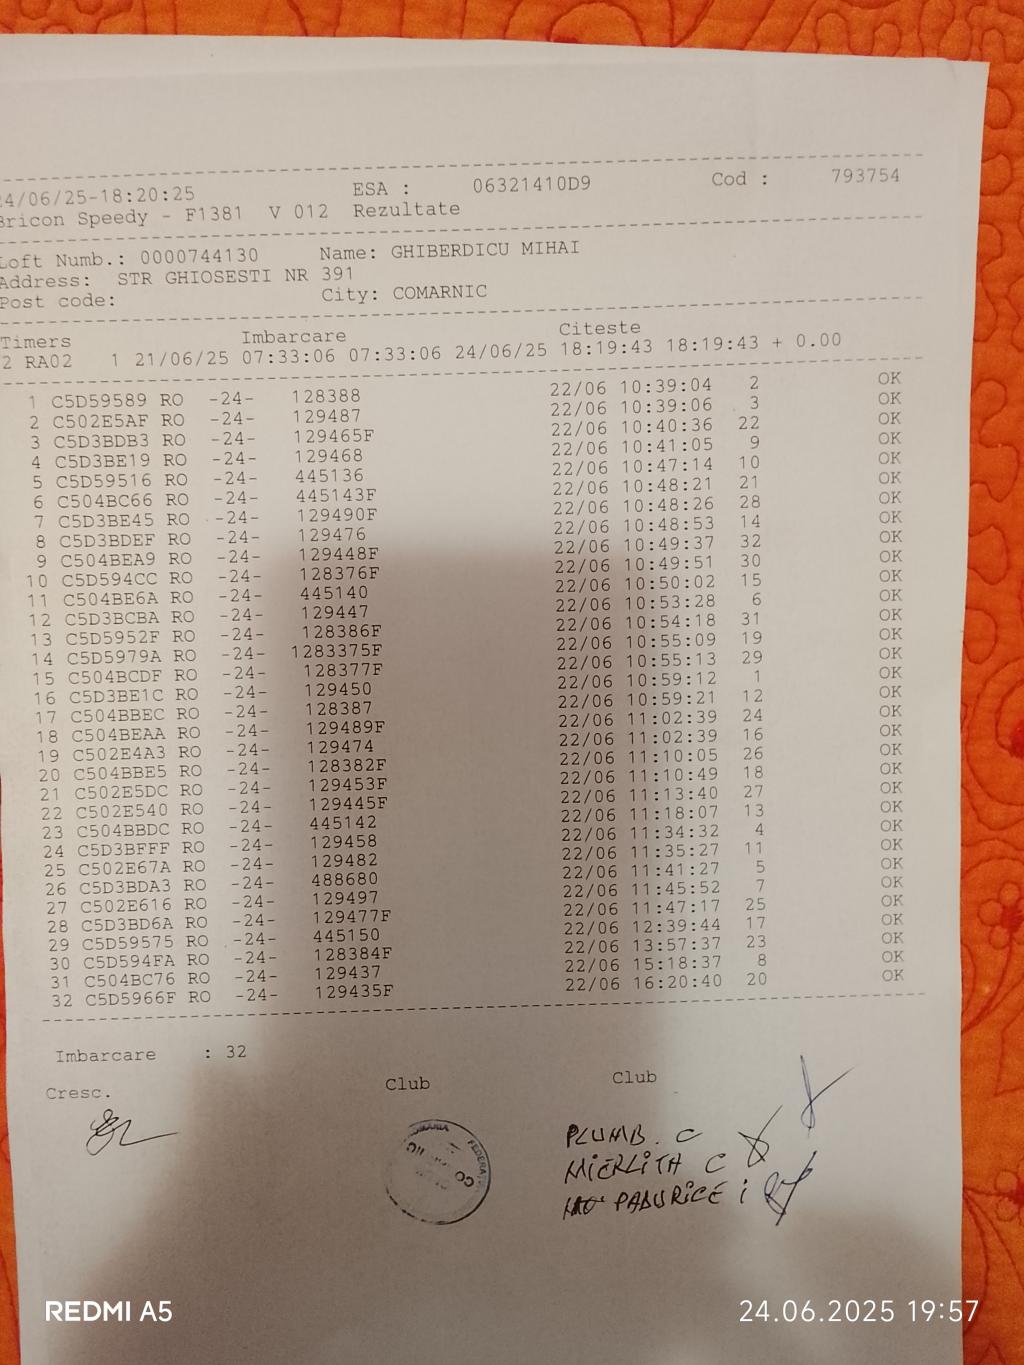 24/06/25-18:20:25 ESA : 06321410D9 Cod : 793754
Bricon Speedy - F1381 V 012 Rezultate
Loft Numb.: 0000744130 Name: GHIBERDICU MIHAI
Address: STR GHIOSESTI NR 391
Post code: City: COMARNIC
Timers Imbarcare Citeste
2 RA02 1 21/06/25 07:33:06 07:33:06 24/06/25 18:19:43 18:19:43 + 0.00
1 C5D59589 RO -24- 128388 22/06 10:39:04 2 OK
2 C502E5AF RO -24- 129487 22/06 10:39:06 3 OK
3 C5D3BDB3 RO -24- 129465F 22/06 10:40:36 22 OK
4 C5D3BE19 RO -24- 129468 22/06 10:41:05 9 OK
5 C5D59516 RO -24- 445136 22/06 10:47:14 10 OK
6 C504BC66 RO -24- 445143F 22/06 10:48:21 21 OK
7 C5D3BE45 RO -24- 129490F 22/06 10:48:26 28 OK
8 C5D3BDEF RO -24- 129476 22/06 10:48:53 14 OK
9 C504BEA9 RO -24- 129448F 22/06 10:49:37 32 OK
10 C5D594CC RO -24- 128376F 22/06 10:49:51 30 OK
11 C504BE6A RO -24- 445140 22/06 10:50:02 15 OK
12 C5D3BCBA RO -24- 129447 22/06 10:53:28 6 OK
13 C5D5952F RO -24- 128386F 22/06 10:54:18 31 OK
14 C5D5979A RO -24- 1283375F 22/06 10:55:09 19 OK
15 C504BCDF RO -24- 128377F 22/06 10:55:13 29 OK
16 C5D3BE1C RO -24- 129450 22/06 10:59:12 1 OK
17 C504BBEC RO -24- 128387 22/06 10:59:21 12 OK
18 C504BEAA RO -24- 129489F 22/06 11:02:39 24 OK
19 C502E4A3 RO -24- 129474 22/06 11:02:39 16 OK
20 C504BBE5 RO -24- 128382F 22/06 11:10:05 26 OK
21 C502E5DC RO -24- 129453F 22/06 11:10:49 18 OK
22 C502E540 RO -24- 129445F 22/06 11:13:40 27 OK
23 C504BBDC RO -24- 445142 22/06 11:18:07 13 OK
24 C5D3BFFF RO -24- 129458 22/06 11:34:32 4 OK
25 C502E67A RO -24- 129482 22/06 11:35:27 11 OK
26 C5D3BDA3 RO -24- 488680 22/06 11:41:27 5 OK
27 C502E616 RO -24- 129497 22/06 11:45:52 7 OK
28 C5D3BD6A RO -24- 129477F 22/06 11:47:17 25 OK
29 C5D59575 RO -24- 445150 22/06 12:39:44 17 OK
30 C5D594FA RO -24- 128384F 22/06 13:57:37 23 OK
31 C504BC76 RO -24- 129437 22/06 15:18:37 8 OK
32 C5D5966F RO -24- 129435F 22/06 16:20:40 20 OK
Imbarcare : 32
Cresc. Club Club
PLUMB. C
MIERLITA C
PADURICE i
REDMI A5 24.06.2025 19:57